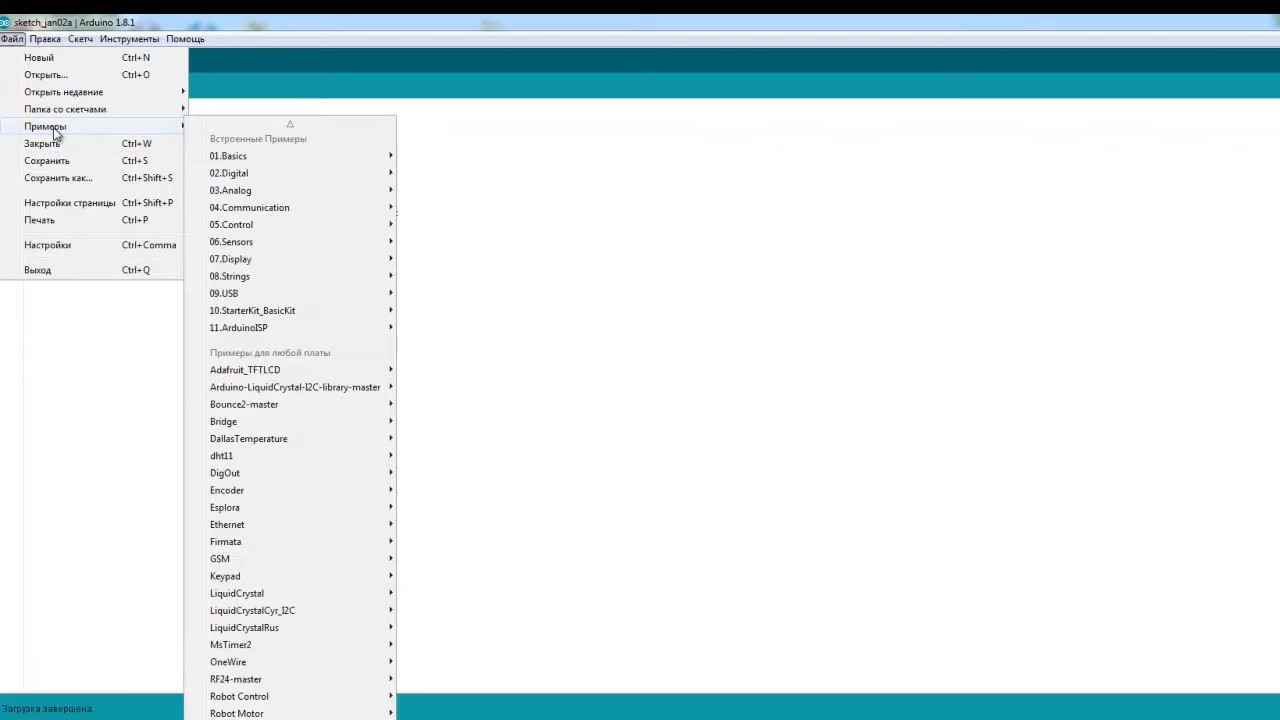 sketch_jan02a | Arduino 1.8.1
Файл Правка Скетч Инструменты Помощь
Новый Ctrl+N
Открыть... Ctrl+O
Открыть недавние
Папка со скетчами
Примеры
Закрыть Ctrl+W
Сохранить Ctrl+S
Сохранить как... Ctrl+Shift+S
Настройки страницы Ctrl+Shift+P
Печать Ctrl+P
Настройки Ctrl+Comma
Выход Ctrl+Q
Встроенные Примеры
01.Basics
02.Digital
03.Analog
04.Communication
05.Control
06.Sensors
07.Display
08.Strings
09.USB
10.StarterKit_BasicKit
11.ArduinoISP
Примеры для любой платы
Adafruit_TFTLCD
Arduino-LiquidCrystal-I2C-library-master
Bounce2-master
Bridge
DallasTemperature
dht11
DigOut
Encoder
Esplora
Ethernet
Firmata
GSM
Keypad
LiquidCrystal
LiquidCrystalCyr_I2C
LiquidCrystalRus
MsTimer2
OneWire
RF24-master
Robot Control
Robot Motor
Загрузка завершена.